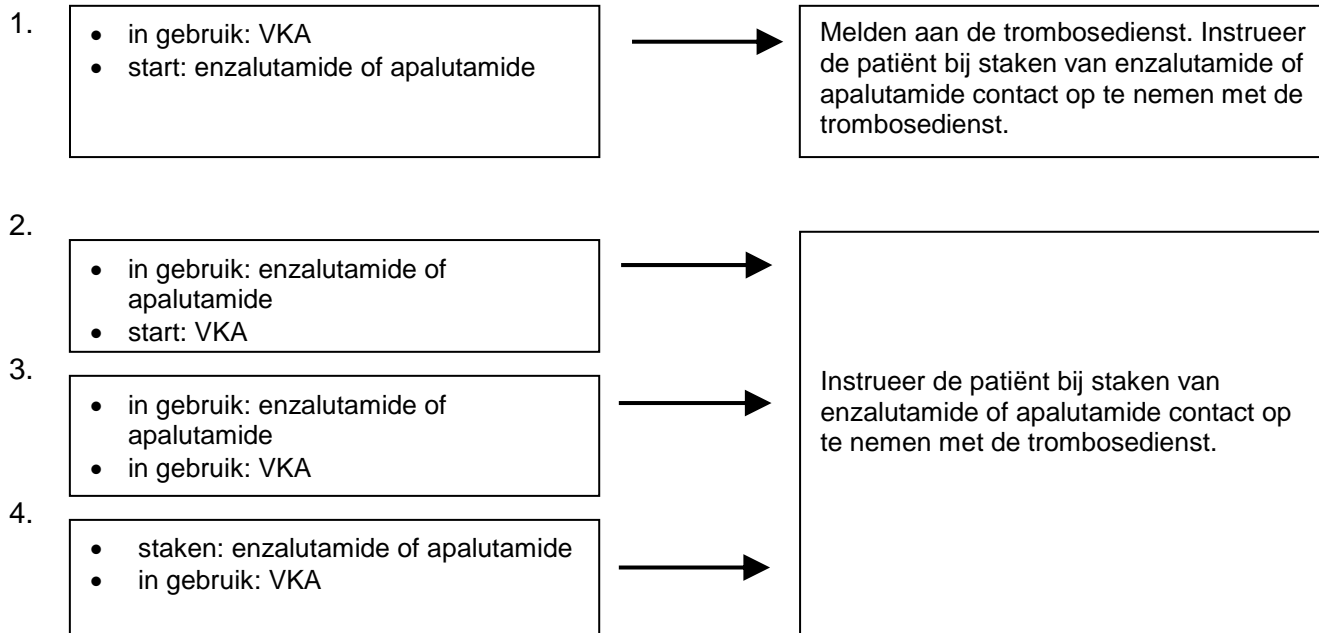 1.
• in gebruik: VKA
• start: enzalutamide of apalutamide
Melden aan de trombosedienst. Instrueer
de patiënt bij staken van enzalutamide of
apalutamide contact op te nemen met de
trombosedienst.
2.
• in gebruik: enzalutamide of
apalutamide
• start: VKA
3.
• in gebruik: enzalutamide of
apalutamide
• in gebruik: VKA
4.
• staken: enzalutamide of apalutamide
• in gebruik: VKA
Instrueer de patiënt bij staken van
enzalutamide of apalutamide contact op
te nemen met de trombosedienst.